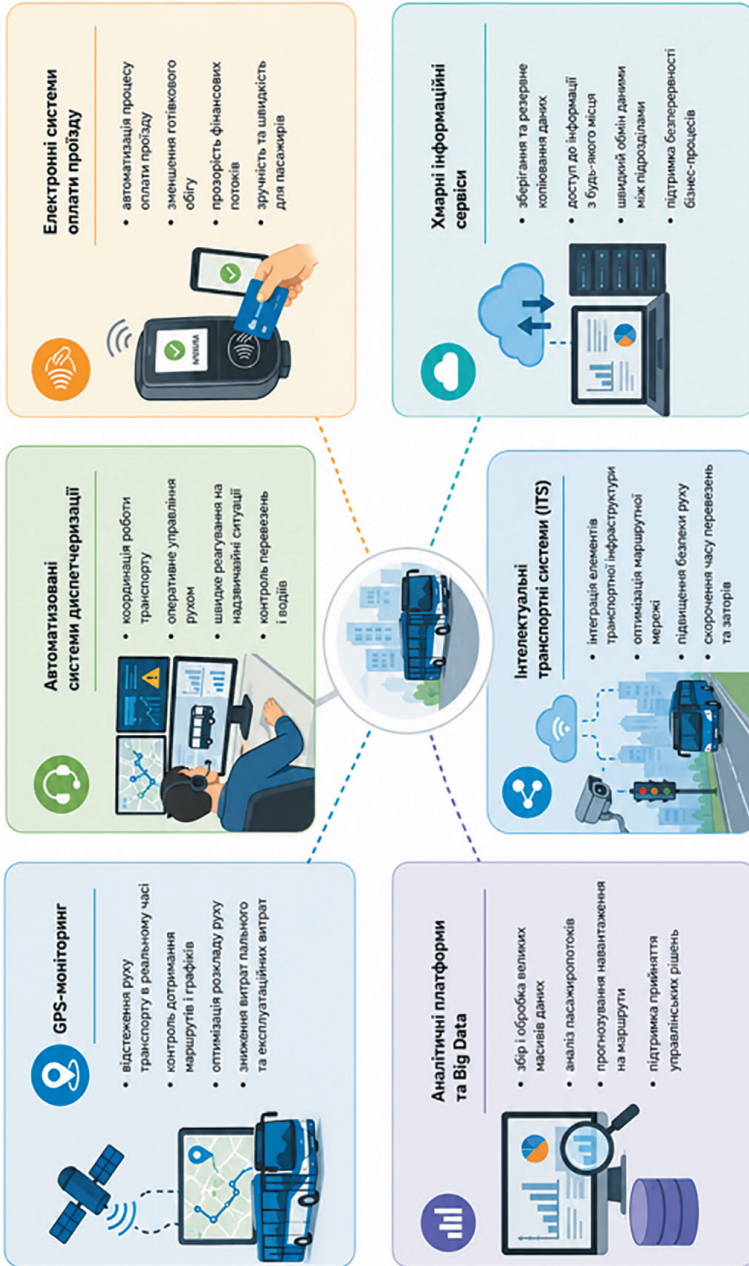 GPS-моніторинг
• відстеження руху
транспорту в реальному часі
• контроль дотримання
маршрутів і графіків
• оптимізація розкладу руху
• зниження витрат пального
та експлуатаційних витрат
Автоматизовані
системи диспетчеризації
• координація роботи
транспорту
• оперативне управління
рухом
• швидке реагування на
надзвичайні ситуації
• контроль перевезень
і водіїв
Електронні системи
оплати проїзду
• автоматизація процесу
оплати проїзду
• зменшення готівкового
обігу
• прозорість фінансових
потоків
• зручність та швидкість
для пасажирів
Аналітичні платформи
та Big Data
• збір і обробка великих
масивів даних
• аналіз пасажиропотоків
• прогнозування навантаження
на маршрути
• підтримка прийняття
управлінських рішень
Інтелектуальні
транспортні системи (ITS)
• інтеграція елементів
транспортної інфраструктури
• оптимізація маршрутної
мережі
• підвищення безпеки руху
• скорочення часу перевезень
та заторів
Хмарні інформаційні
сервіси
• зберігання та резервне
копіювання даних
• доступ до інформації
з будь-якого місця
• швидкий обмін даними
між підрозділами
• підтримка безперервності
бізнес-процесів